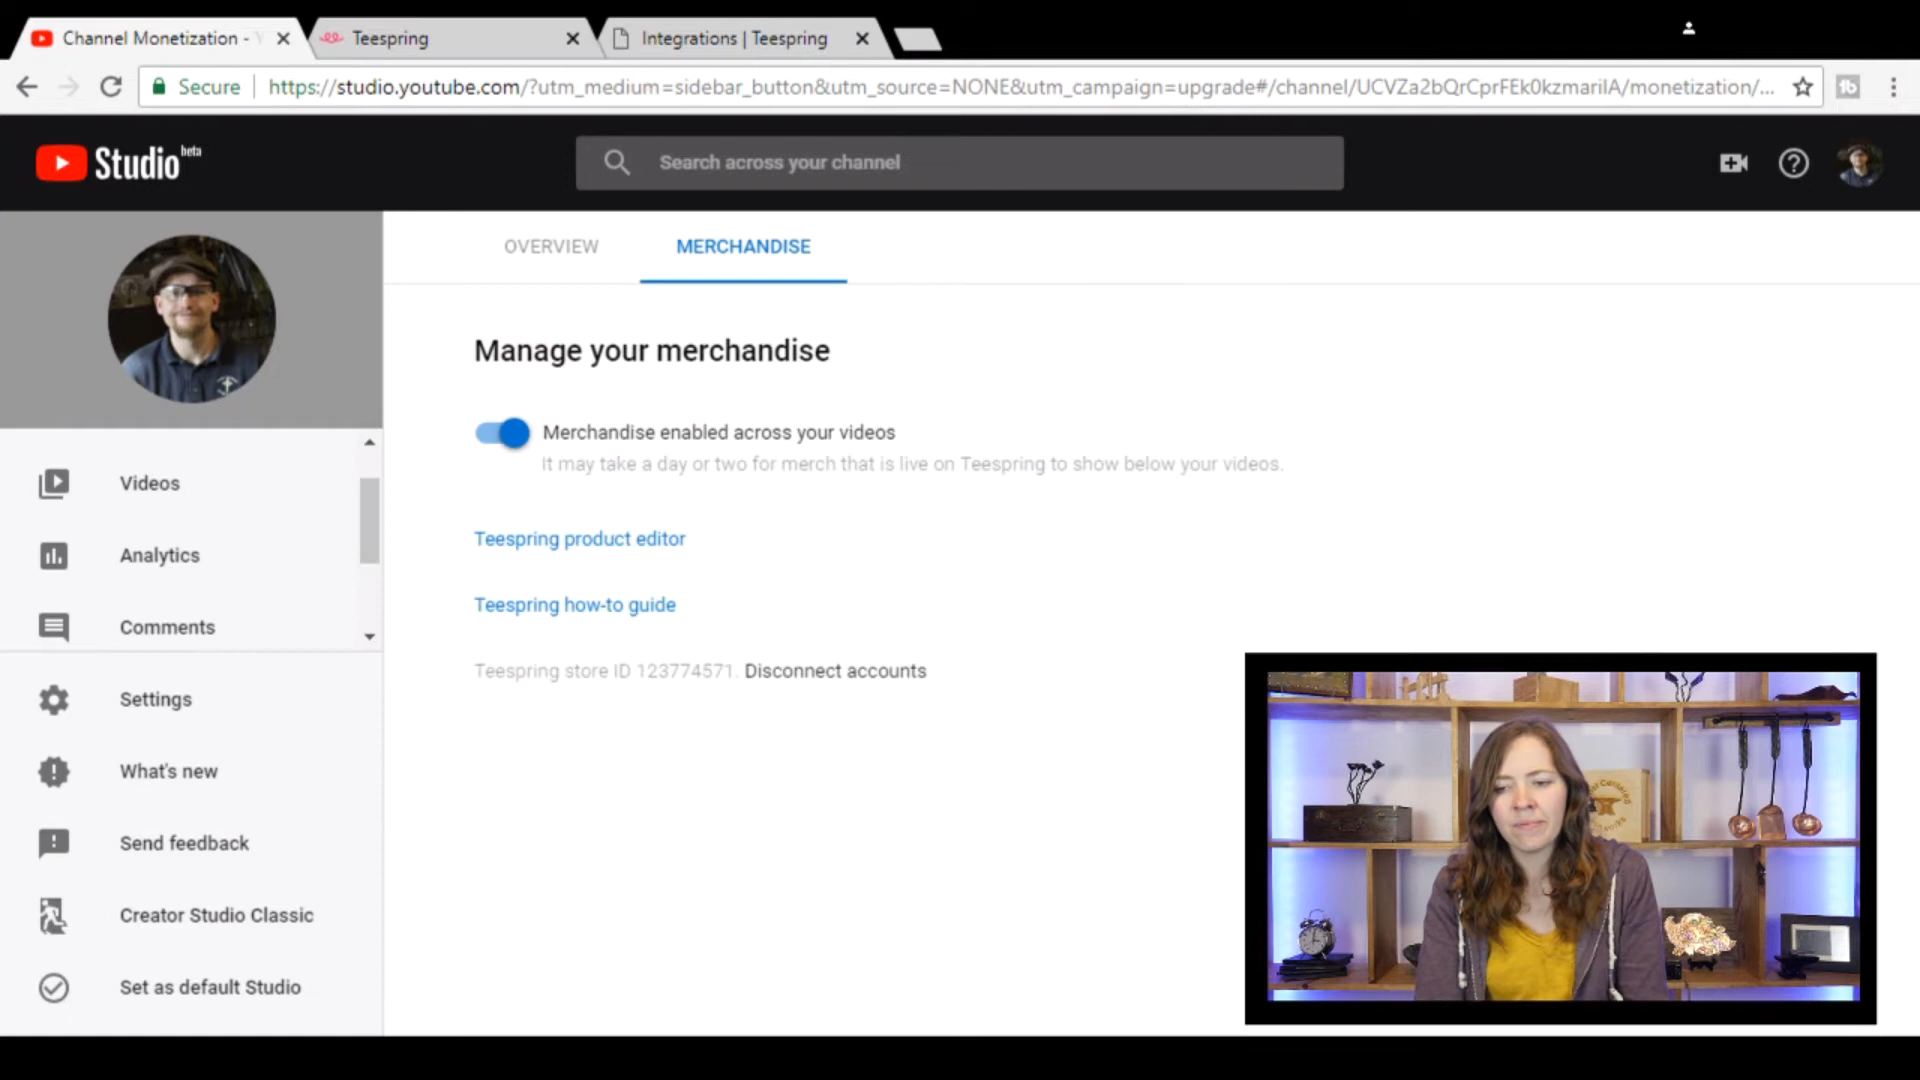 Channel Monetization - Y
Teespring
Integrations | Teespring
Secure
https://studio.youtube.com/?utm_medium=sidebar_button&utm_source=NONE&utm_campaign=upgrade#/channel/UCVZa2bQrCprFEk0kzmarilA/monetization/...
Studio beta
Search across your channel
OVERVIEW
MERCHANDISE
Manage your merchandise
Merchandise enabled across your videos
It may take a day or two for merch that is live on Teespring to show below your videos.
Teespring product editor
Teespring how-to guide
Teespring store ID 123774571. Disconnect accounts
Videos
Analytics
Comments
Settings
What's new
Send feedback
Creator Studio Classic
Set as default Studio